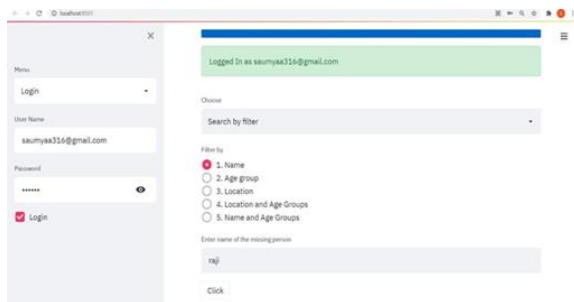 localhost:8501
Menu
Login
User Name
saumyaa316@gmail.com
Password
Login
Logged In as saumyaa316@gmail.com
Choose
Search by filter
Filter by
1. Name
2. Age group
3. Location
4. Location and Age Groups
5. Name and Age Groups
Enter name of the missing person
raji
Click